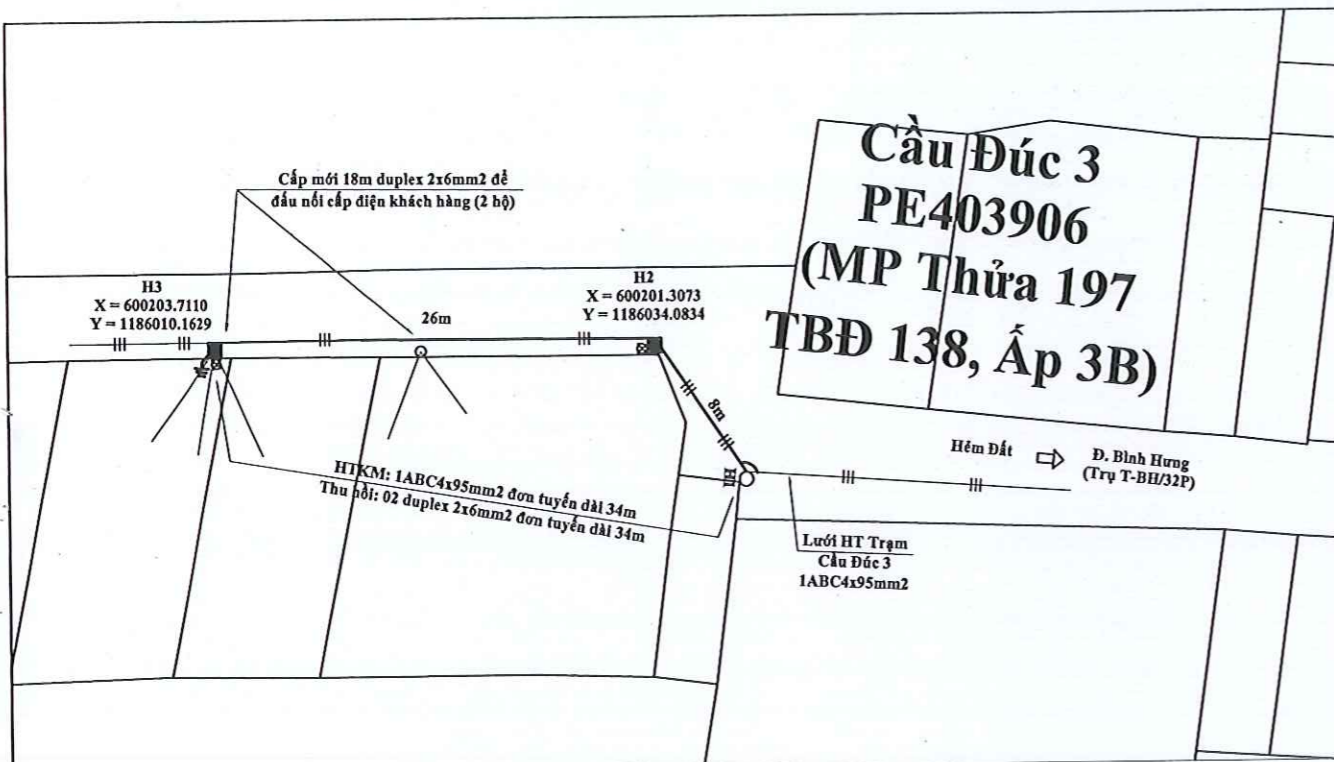 Cầu Đúc 3
PE403906
(MP Thửa 197
TBĐ 138, Ấp 3B)
Cấp mới 18m duplex 2x6mm2 để
đấu nối cấp điện khách hàng (2 hộ)
H3
X = 600203.7110
Y = 1186010.1629
26m
H2
X = 600201.3073
Y = 1186034.0834
8m
H1
Hẻm Đất
Đ. Bình Hưng
(Trụ T-BH/32P)
HTKM: 1ABC4x95mm2 đơn tuyến dài 34m
Thu hồi: 02 duplex 2x6mm2 đơn tuyến dài 34m
Lưới HT Trạm
Cầu Đúc 3
1ABC4x95mm2